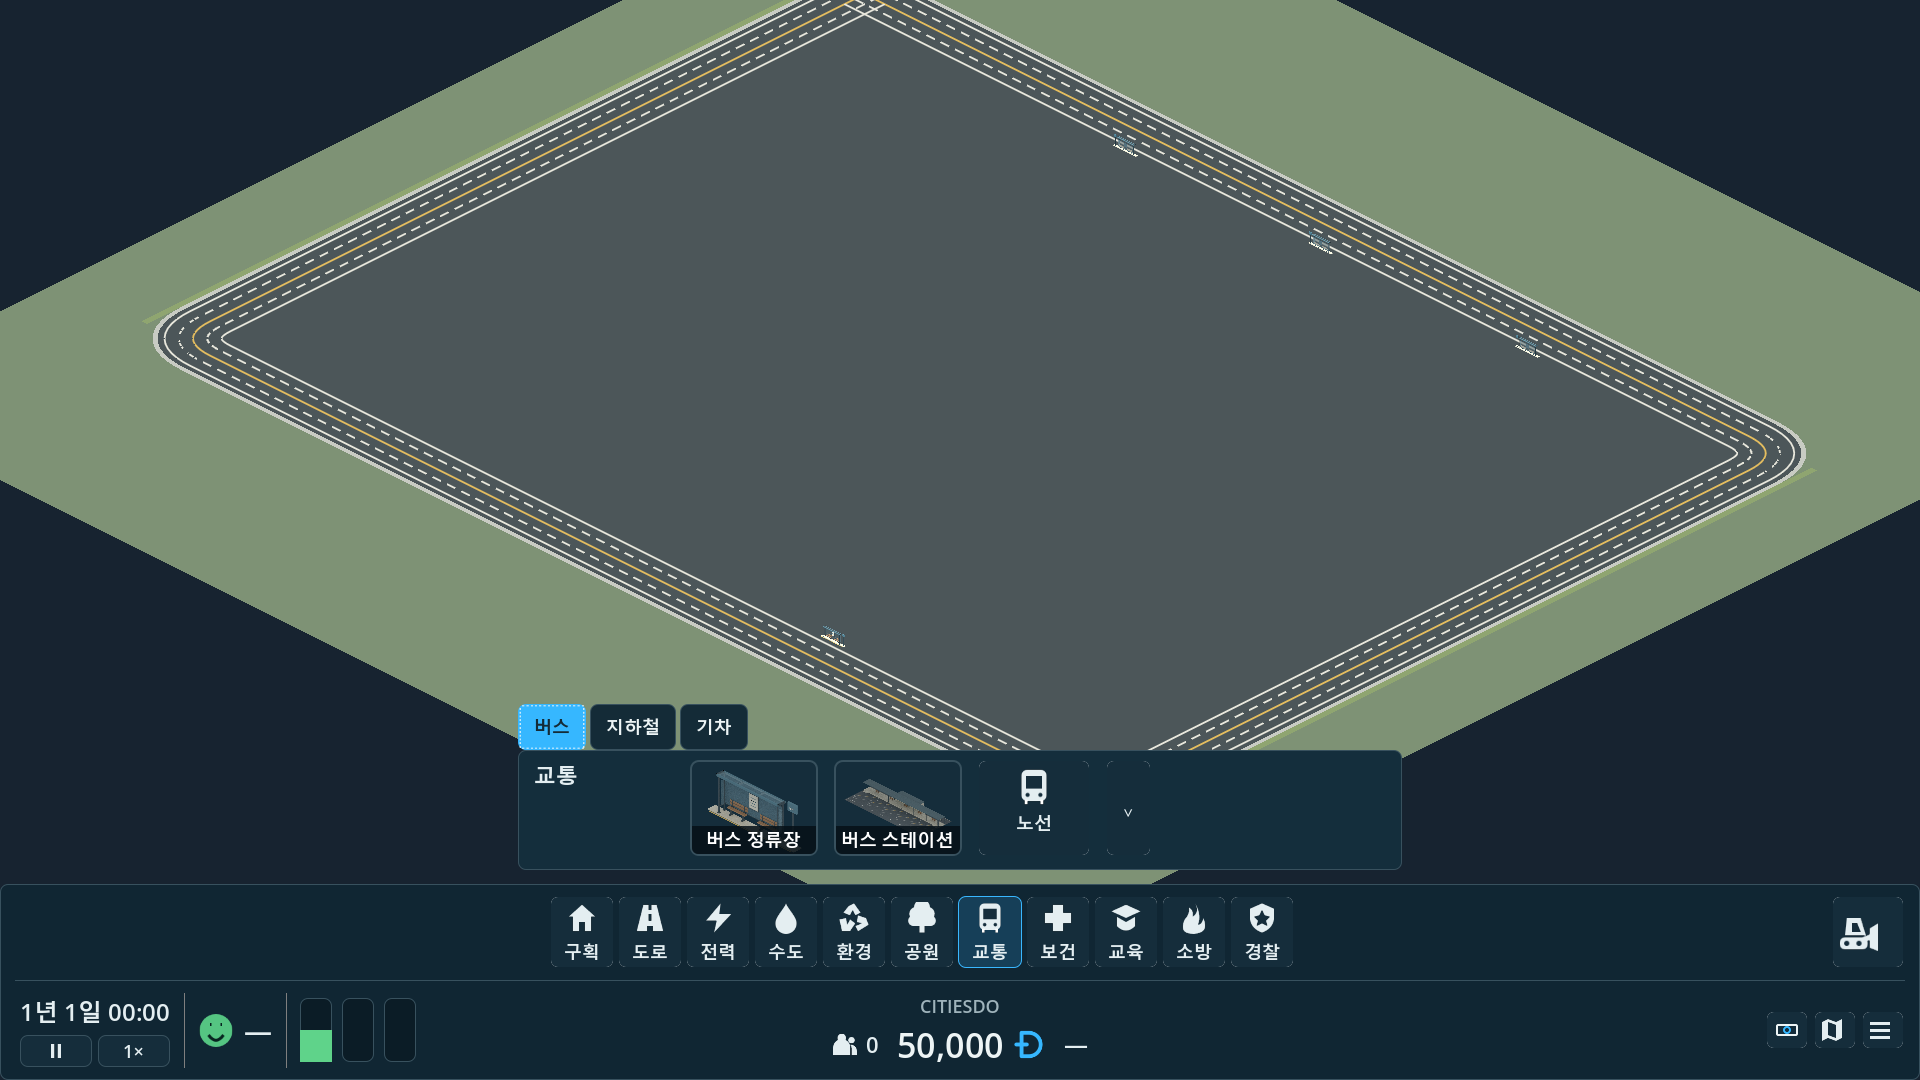 버스 지하철 기차
교통
버스 정류장 버스 스테이션 노선
구획 도로 전력 수도 환경 공원 교통 보건 교육 소방 경찰
1년 1일 00:00
1×
CITIESDO
0 50,000 —